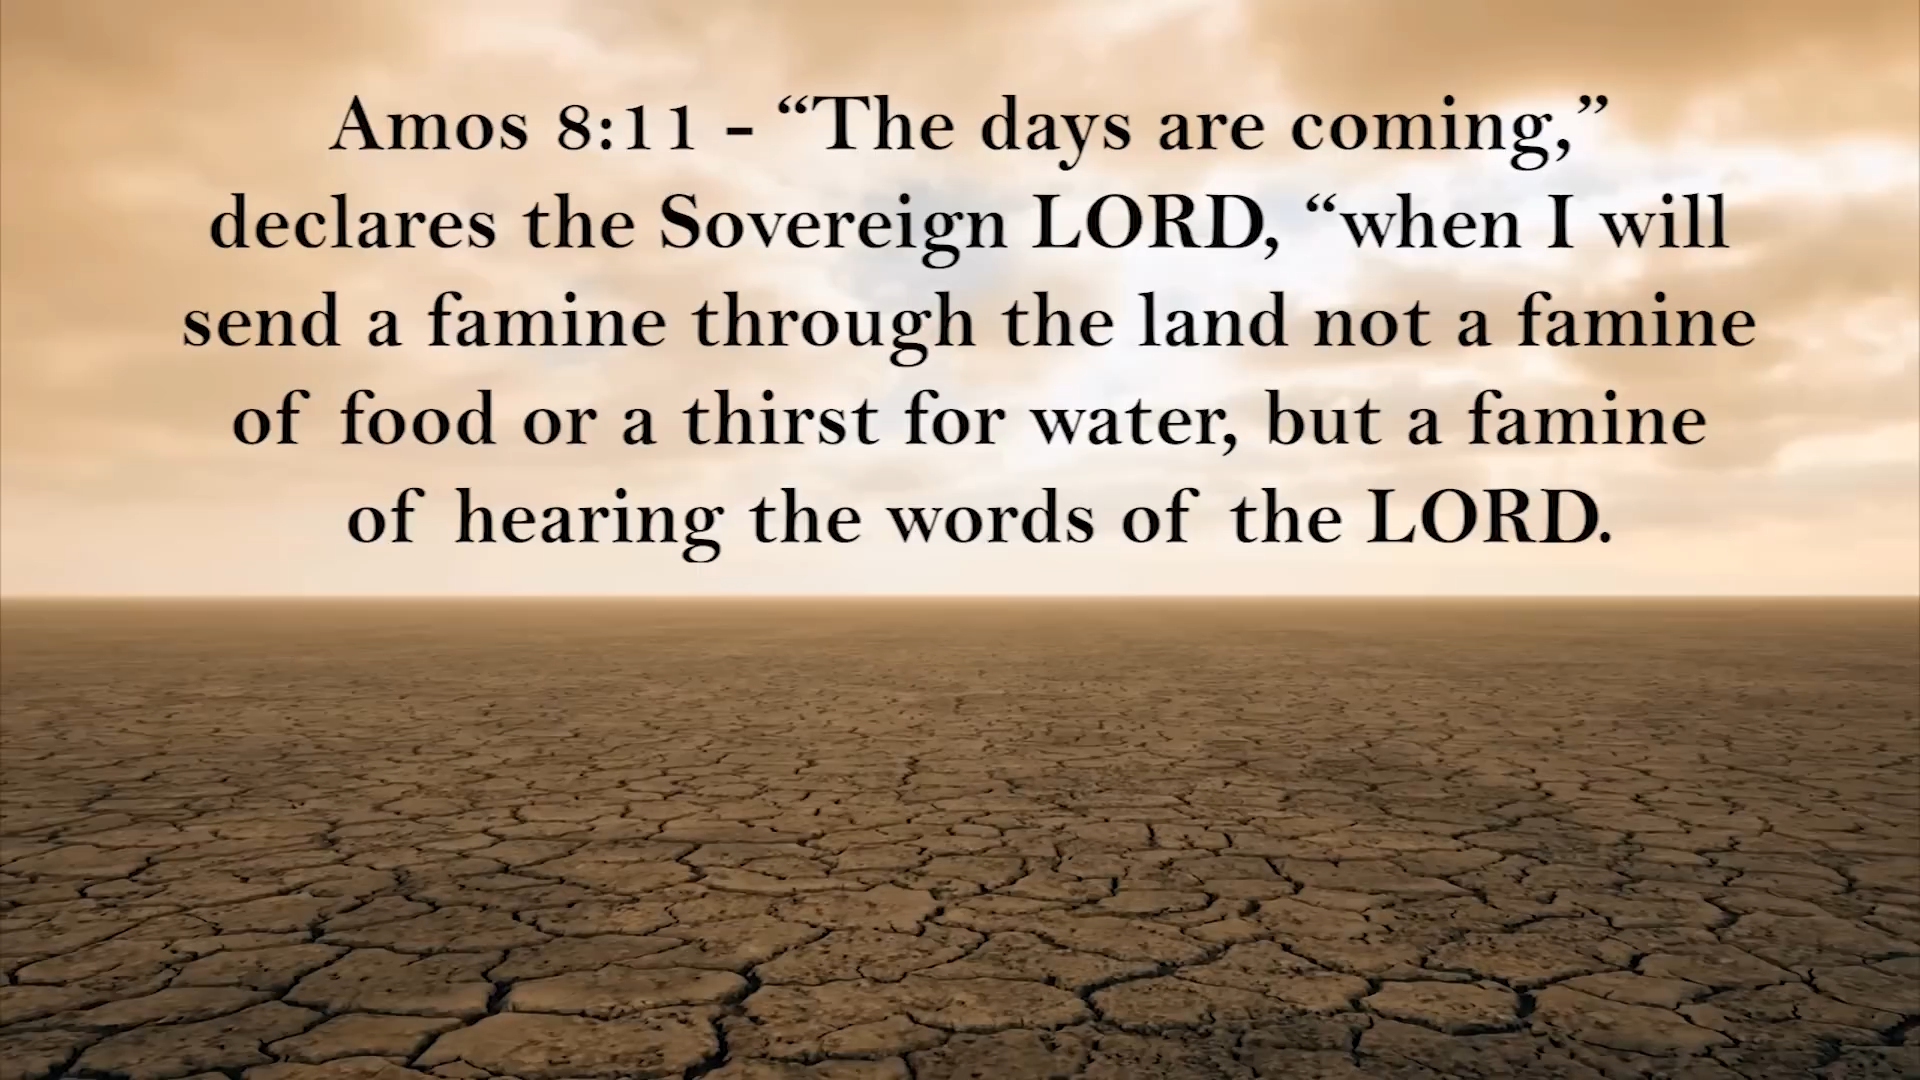 Amos 8:11 - “The days are coming,”
declares the Sovereign LORD, “when I will
send a famine through the land not a famine
of food or a thirst for water, but a famine
of hearing the words of the LORD.